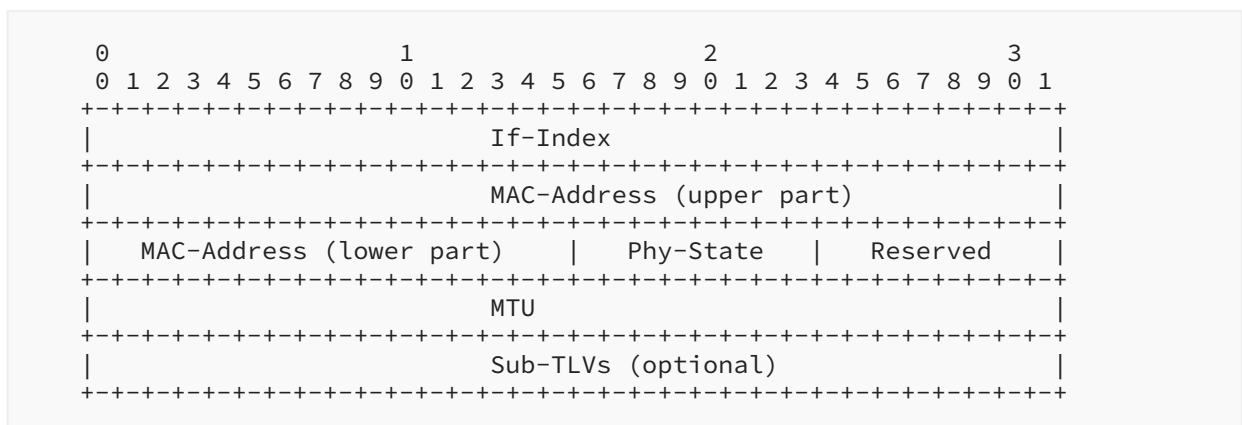 0                   1                   2                   3
 0 1 2 3 4 5 6 7 8 9 0 1 2 3 4 5 6 7 8 9 0 1 2 3 4 5 6 7 8 9 0 1
+-+-+-+-+-+-+-+-+-+-+-+-+-+-+-+-+-+-+-+-+-+-+-+-+-+-+-+-+-+-+-+-+
|                          If-Index                             |
+-+-+-+-+-+-+-+-+-+-+-+-+-+-+-+-+-+-+-+-+-+-+-+-+-+-+-+-+-+-+-+-+
|                          MAC-Address (upper part)             |
+-+-+-+-+-+-+-+-+-+-+-+-+-+-+-+-+-+-+-+-+-+-+-+-+-+-+-+-+-+-+-+-+
|   MAC-Address (lower part)    |   Phy-State   |   Reserved    |
+-+-+-+-+-+-+-+-+-+-+-+-+-+-+-+-+-+-+-+-+-+-+-+-+-+-+-+-+-+-+-+-+
|                          MTU                                  |
+-+-+-+-+-+-+-+-+-+-+-+-+-+-+-+-+-+-+-+-+-+-+-+-+-+-+-+-+-+-+-+-+
|                          Sub-TLVs (optional)                  |
+-+-+-+-+-+-+-+-+-+-+-+-+-+-+-+-+-+-+-+-+-+-+-+-+-+-+-+-+-+-+-+-+